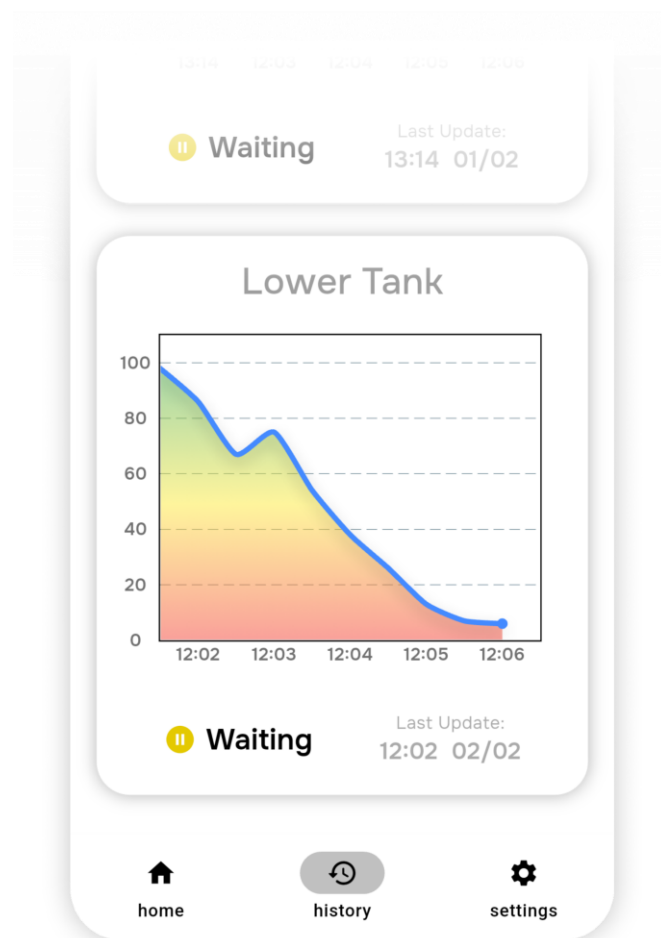 13:14 12:03 12:04 12:05 12:06
Waiting
Last Update:
13:14 01/02
Lower Tank
100
80
60
40
20
0
12:02 12:03 12:04 12:05 12:06
Waiting
Last Update:
12:02 02/02
home history settings